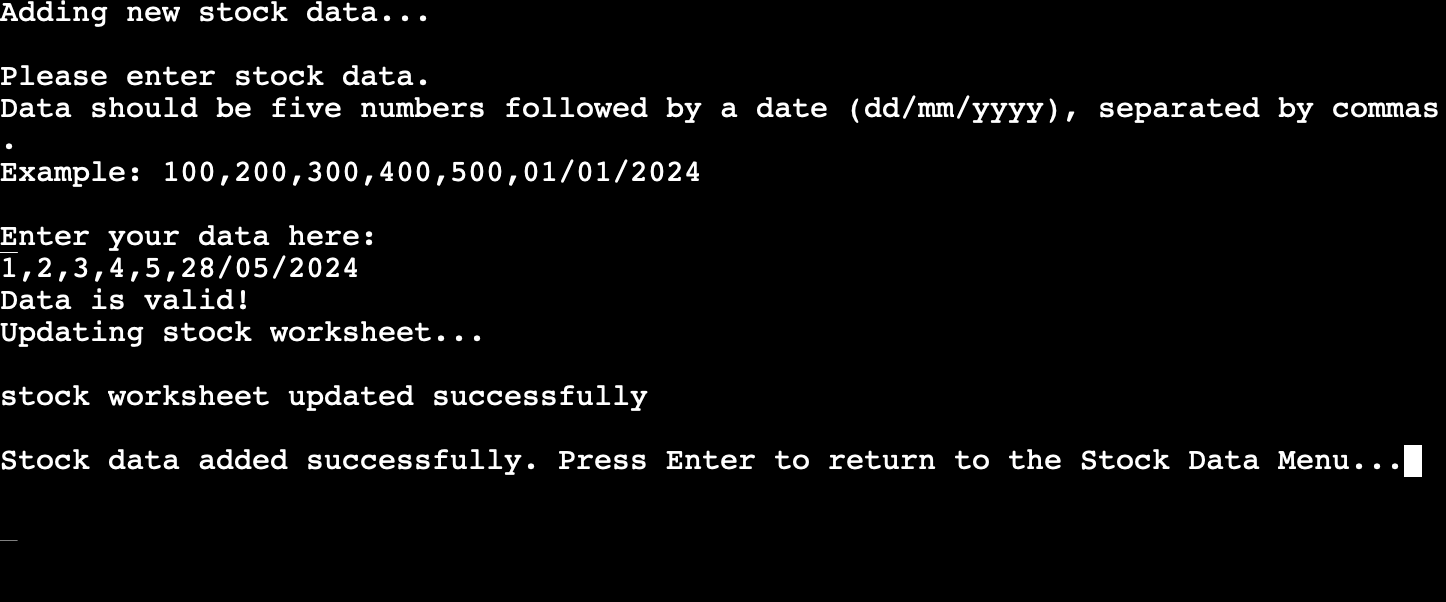 Adding new stock data...
Please enter stock data.
Data should be five numbers followed by a date (dd/mm/yyyy), separated by commas
.
Example: 100,200,300,400,500,01/01/2024
Enter your data here:
1,2,3,4,5,28/05/2024
Data is valid!
Updating stock worksheet...
stock worksheet updated successfully
Stock data added successfully. Press Enter to return to the Stock Data Menu...